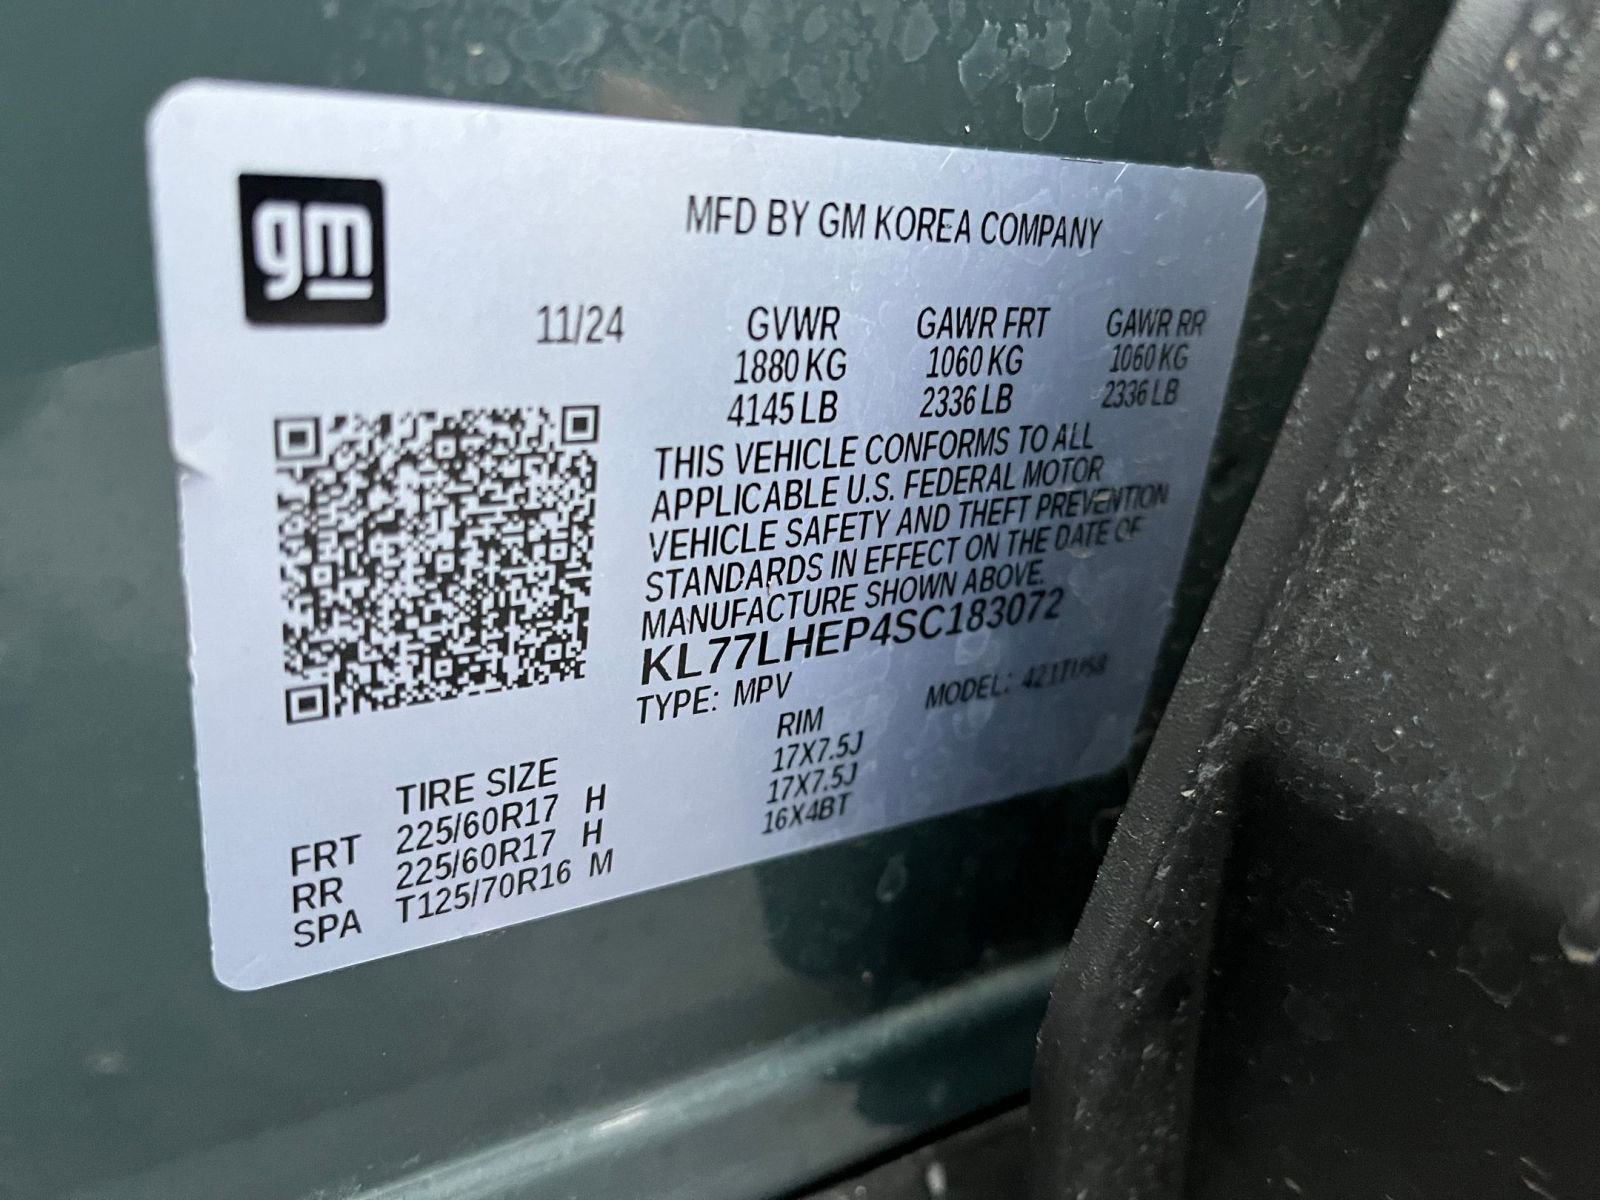 gm
MFD BY GM KOREA COMPANY
11/24
GVWR GAWR FRT GAWR RR
1880 KG 1060 KG 1060 KG
4145 LB 2336 LB 2336 LB
THIS VEHICLE CONFORMS TO ALL
APPLICABLE U.S. FEDERAL MOTOR
VEHICLE SAFETY AND THEFT PREVENTION
STANDARDS IN EFFECT ON THE DATE OF
MANUFACTURE SHOWN ABOVE.
KL77LHEP4SC183072
TYPE: MPV MODEL:
TIRE SIZE RIM
FRT 225/60R17 H 17X7.5J
RR 225/60R17 H 17X7.5J
SPA T125/70R16 M 16X4BT